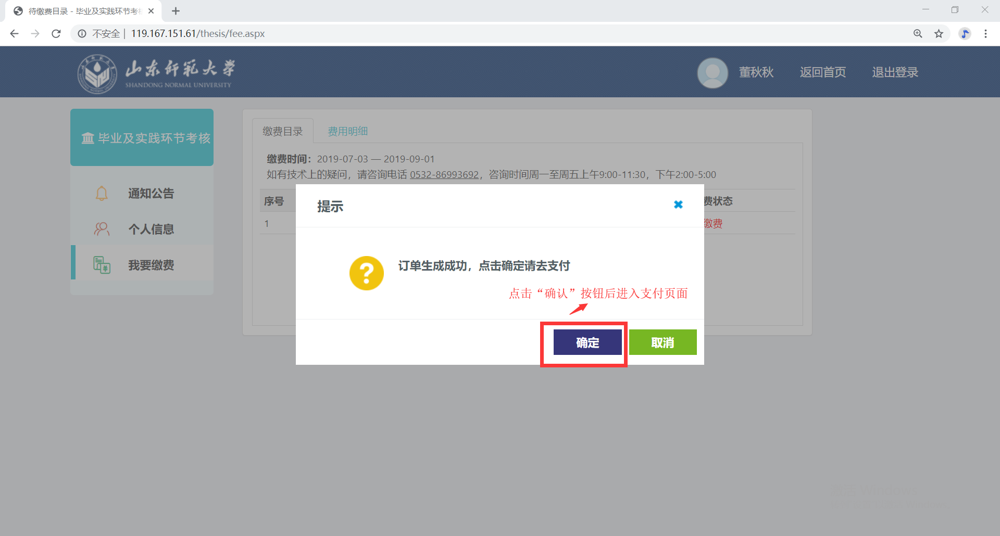 待缴费目录 - 毕业及实践环节考
不安全 | 119.167.151.61/thesis/fee.aspx
山东师范大学
SHANDONG NORMAL UNIVERSITY
董秋秋 返回首页 退出登录
毕业及实践环节考核
通知公告
个人信息
我要缴费
缴费目录 费用明细
缴费时间：2019-07-03 — 2019-09-01
如有技术上的疑问，请咨询电话 0532-86993692，咨询时间周一至周五上午9:00-11:30，下午2:00-5:00
序号 费状态
1 缴费
提示
订单生成成功，点击确定请去支付
点击“确认”按钮后进入支付页面
确定 取消